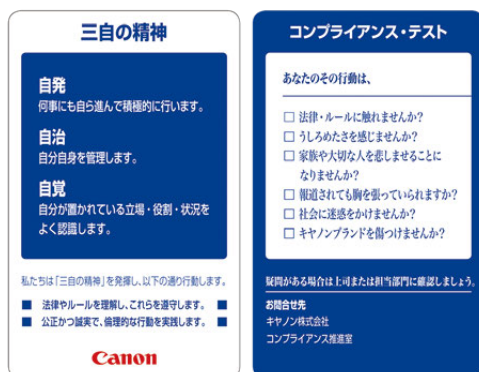 三自の精神
自発
何事にも自ら進んで積極的に行います。
自治
自分自身を管理します。
自覚
自分が置かれている立場・役割・状況を
よく認識します。
私たちは「三自の精神」を発揮し、以下の通り行動します。
■ 法律やルールを理解し、これらを遵守します。 ■
■ 公正かつ誠実で、倫理的な行動を実践します。 ■
Canon
コンプライアンス・テスト
あなたのその行動は、
□ 法律・ルールに触れませんか?
□ うしろめたさを感じませんか?
□ 家族や大切な人を悲しませることに
なりませんか?
□ 報道されても胸を張っていられますか?
□ 社会に迷惑をかけませんか?
□ キヤノンブランドを傷つけませんか?
疑問がある場合は上司または担当部門に確認しましょう。
お問合せ先
キヤノン株式会社
コンプライアンス推進室